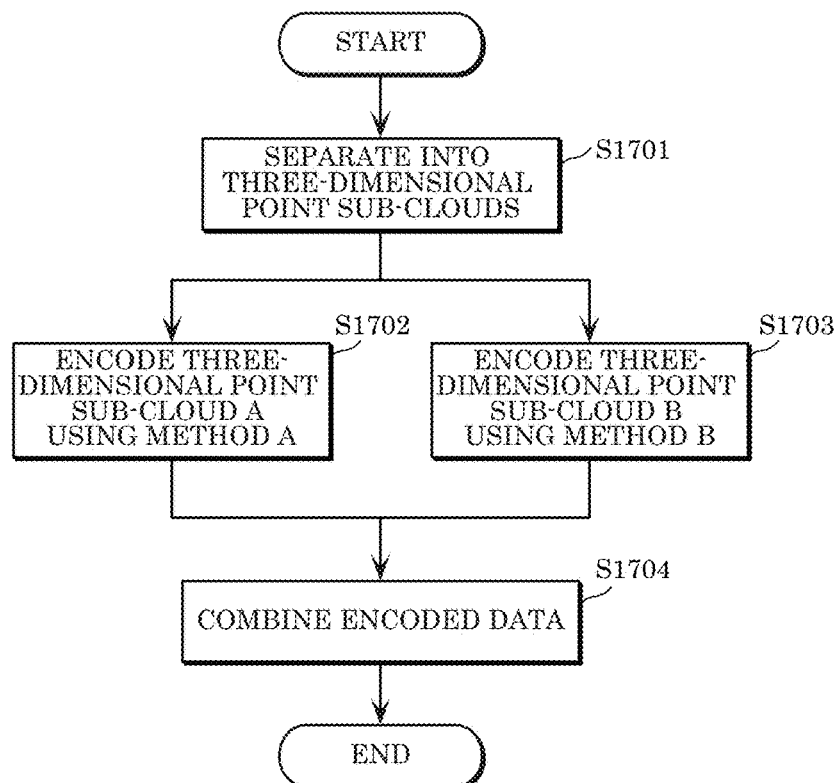 START
S1701
SEPARATE INTO
THREE-DIMENSIONAL
POINT SUB-CLOUDS
S1702
ENCODE THREE-
DIMENSIONAL POINT
SUB-CLOUD A
USING METHOD A
S1703
ENCODE THREE-
DIMENSIONAL POINT
SUB-CLOUD B
USING METHOD B
S1704
COMBINE ENCODED DATA
END